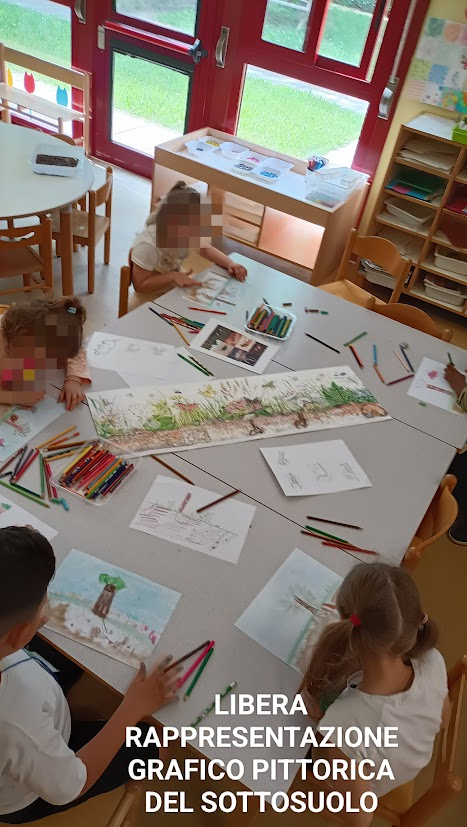 LIBERA
RAPPRESENTAZIONE
GRAFICO PITTORICA
DEL SOTTOSUOLO